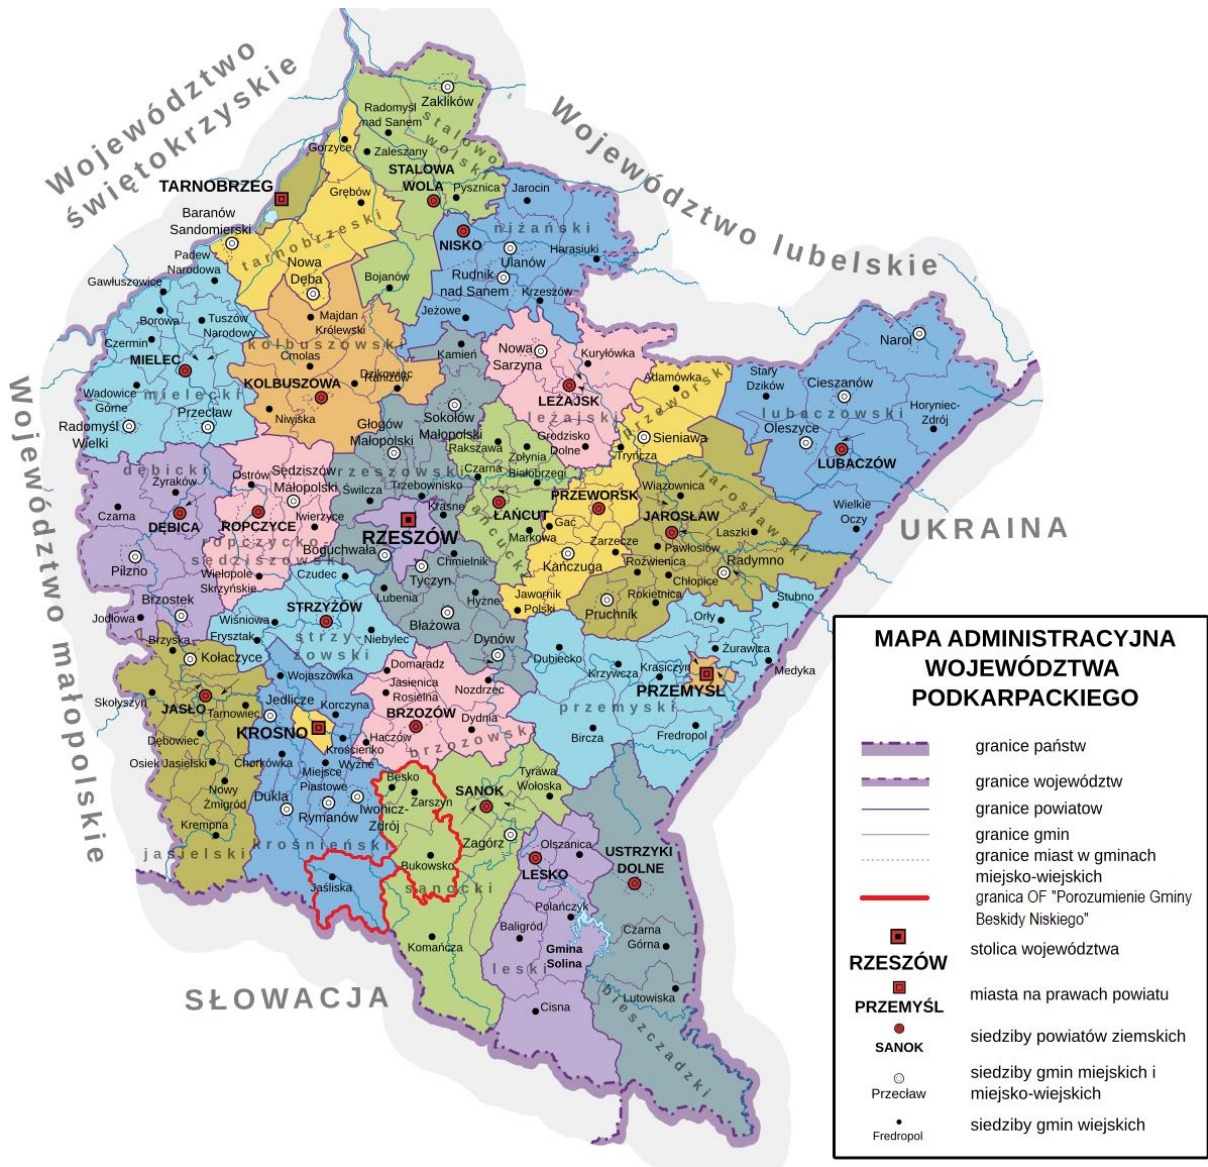 Województwo
świętokrzyskie
Województwo lubelskie
Województwo małopolskie
UKRAINA
SŁOWACJA
Zaklików
Radomyśl
nad Sanem
stalowo-
wolski
Gorzyce
Zaleszany
STALOWA
WOLA
Pysznica
Jarocin
TARNOBRZEG
Grębów
Baranów
Sandomierski
tarnobrzeski
niżański
NISKO
Ulanów
Harasiuki
Padew
Narodowa
Nowa
Dęba
Bojanów
Rudnik
nad Sanem
Krzeszów
Gawłuszowice
Borowa
Tuszów
Narodowy
Majdan
Królewski
Jeżowe
Czermin
kolbuszowski
Kamień
Nowa
Sarzyna
Kuryłówka
Narol
MIELEC
Cmolas
Dzikowiec
Raniżów
KOLBUSZOWA
Adamówka
Stary
Dzików
Cieszanów
Wadowice
Górne
mielecki
LEŻAJSK
leżajski
przeworski
lubaczowski
Horyniec-
Zdrój
Przecław
Niwiska
Głogów
Małopolski
Sokołów
Małopolski
Oleszyce
Radomyśl
Wielki
Grodzisko
Dolne
Sieniawa
Rakszawa
Żołynia
Tryńcza
LUBACZÓW
dębicki
Żyraków
Ostrów
Sędziszów
Małopolski
rzeszowski
Czarna
Białobrzegi
Świlcza
Trzebownisko
Wiązownica
jarosławski
Czarna
DĘBICA
ROPCZYCE
Iwierzyce
Krasne
ŁAŃCUT
łańcucki
PRZEWORSK
JAROSŁAW
Wielkie
Oczy
RZESZÓW
Gać
Markowa
Laszki
ropczycko-
sędziszowski
Boguchwała
Zarzecze
Pawłosiów
Pilzno
Chmielnik
Kańczuga
Roźwienica
Radymno
Wielopole
Skrzyńskie
Czudec
Tyczyn
Chłopice
Brzostek
Lubenia
Hyżne
Jawornik
Polski
Pruchnik
Rokietnica
Stubno
Jodłowa
STRZYŻÓW
Wiśniowa
Błażowa
Orły
Frysztak
strzy-
żowski
Niebylec
Dynów
Dubiecko
Żurawica
Brzyska
Kołaczyce
Domaradz
Krzywcza
Krasiczyn
Medyka
Wojaszówka
Jasienica
Rosielna
Nozdrzec
PRZEMYŚL
Skołyszyn
JASŁO
Tarnowiec
Jedlicze
Korczyna
BRZOZÓW
Dydnia
przemyski
KROSNO
Haczów
Bircza
Fredropol
Dębowiec
Krościenko
Wyżne
brzozowski
Osiek Jasielski
Chorkówka
Miejsce
Piastowe
Besko
SANOK
Tyrawa
Wołoska
Nowy
Żmigród
Dukla
Rymanów
Iwonicz-
Zdrój
Zarszyn
Krempna
Zagórz
Olszanica
USTRZYKI
DOLNE
jasielski
krośnieński
Bukowsko
LESKO
Jaśliska
sanocki
Polańczyk
Baligród
Czarna
Górna
Komańcza
Gmina
Solina
leski
Lutowiska
Cisna
bieszczadzki
MAPA ADMINISTRACYJNA
WOJEWÓDZTWA
PODKARPACKIEGO
granice państw
granice województw
granice powiatow
granice gmin
granice miast w gminach
miejsko-wiejskich
granica OF "Porozumienie Gminy
Beskidy Niskiego"
stolica województwa
RZESZÓW
miasta na prawach powiatu
PRZEMYŚL
siedziby powiatów ziemskich
SANOK
siedziby gmin miejskich i
miejsko-wiejskich
Przecław
siedziby gmin wiejskich
Fredropol